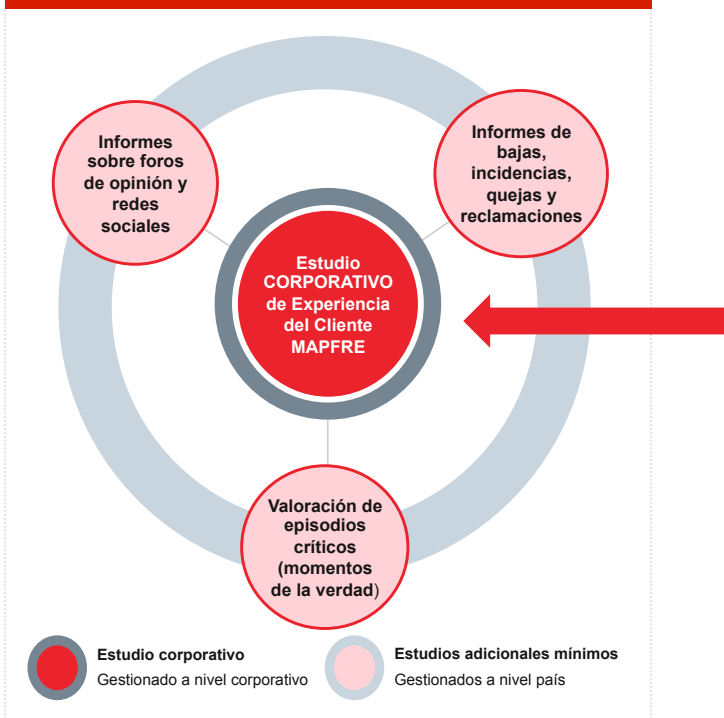 Informes
sobre foros
de opinión y
redes
sociales
Informes de
bajas,
incidencias,
quejas y
reclamaciones
Estudio
CORPORATIVO
de Experiencia
del Cliente
MAPFRE
Valoración de
episodios
críticos
(momentos
de la verdad)
Estudio corporativo
Gestionado a nivel corporativo
Estudios adicionales mínimos
Gestionados a nivel país